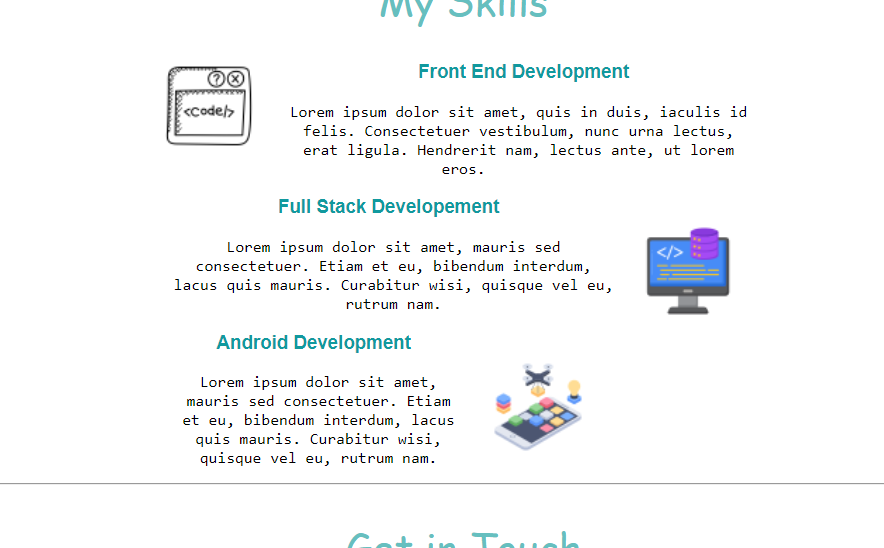 My Skills
<Code/>
Front End Development
Lorem ipsum dolor sit amet, quis in duis, iaculis id
felis. Consectetuer vestibulum, nunc urna lectus,
erat ligula. Hendrerit nam, lectus ante, ut lorem
eros.
Full Stack Developement
Lorem ipsum dolor sit amet, mauris sed
consectetuer. Etiam et eu, bibendum interdum,
lacus quis mauris. Curabitur wisi, quisque vel eu,
rutrum nam.
</>
Android Development
Lorem ipsum dolor sit amet,
mauris sed consectetuer. Etiam
et eu, bibendum interdum, lacus
quis mauris. Curabitur wisi,
quisque vel eu, rutrum nam.
Get in Touch